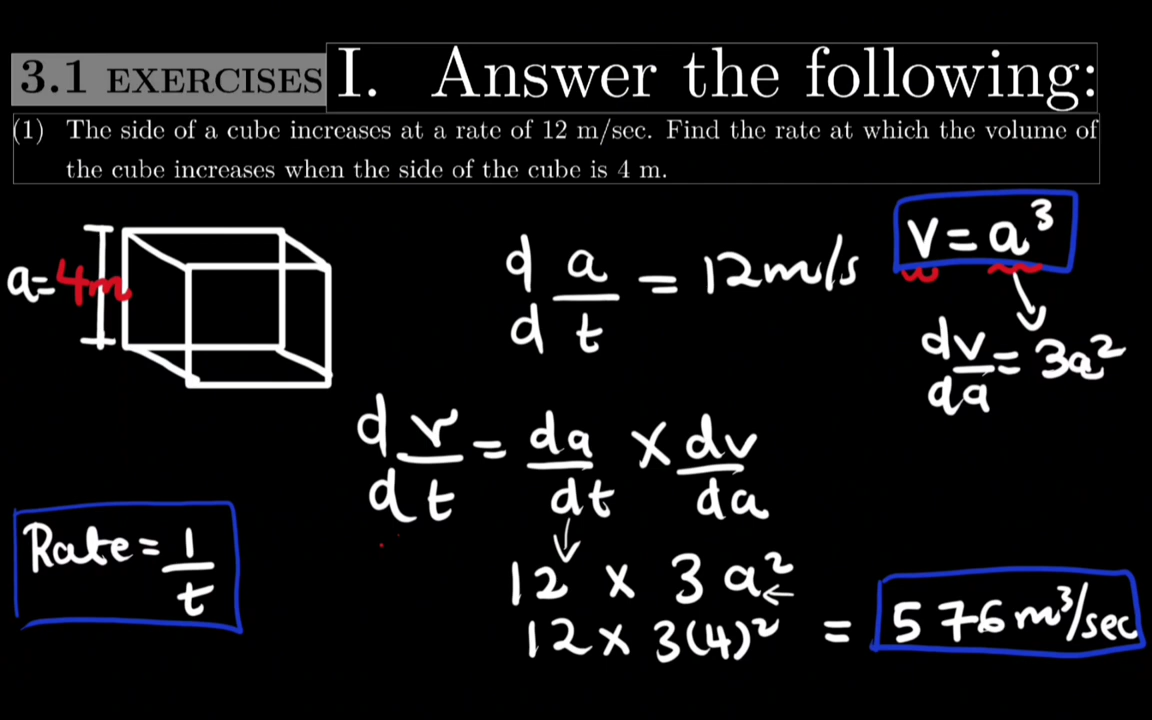 3.1 EXERCISES I. Answer the following:
(1) The side of a cube increases at a rate of 12 m/sec. Find the rate at which the volume of
the cube increases when the side of the cube is 4 m.
a=4m
da/dt = 12m/s
V=a³
dv/da = 3a²
dv/dt = da/dt × dv/da
Rate=1/t
12 × 3a²
12 × 3(4)² = 576 m³/sec